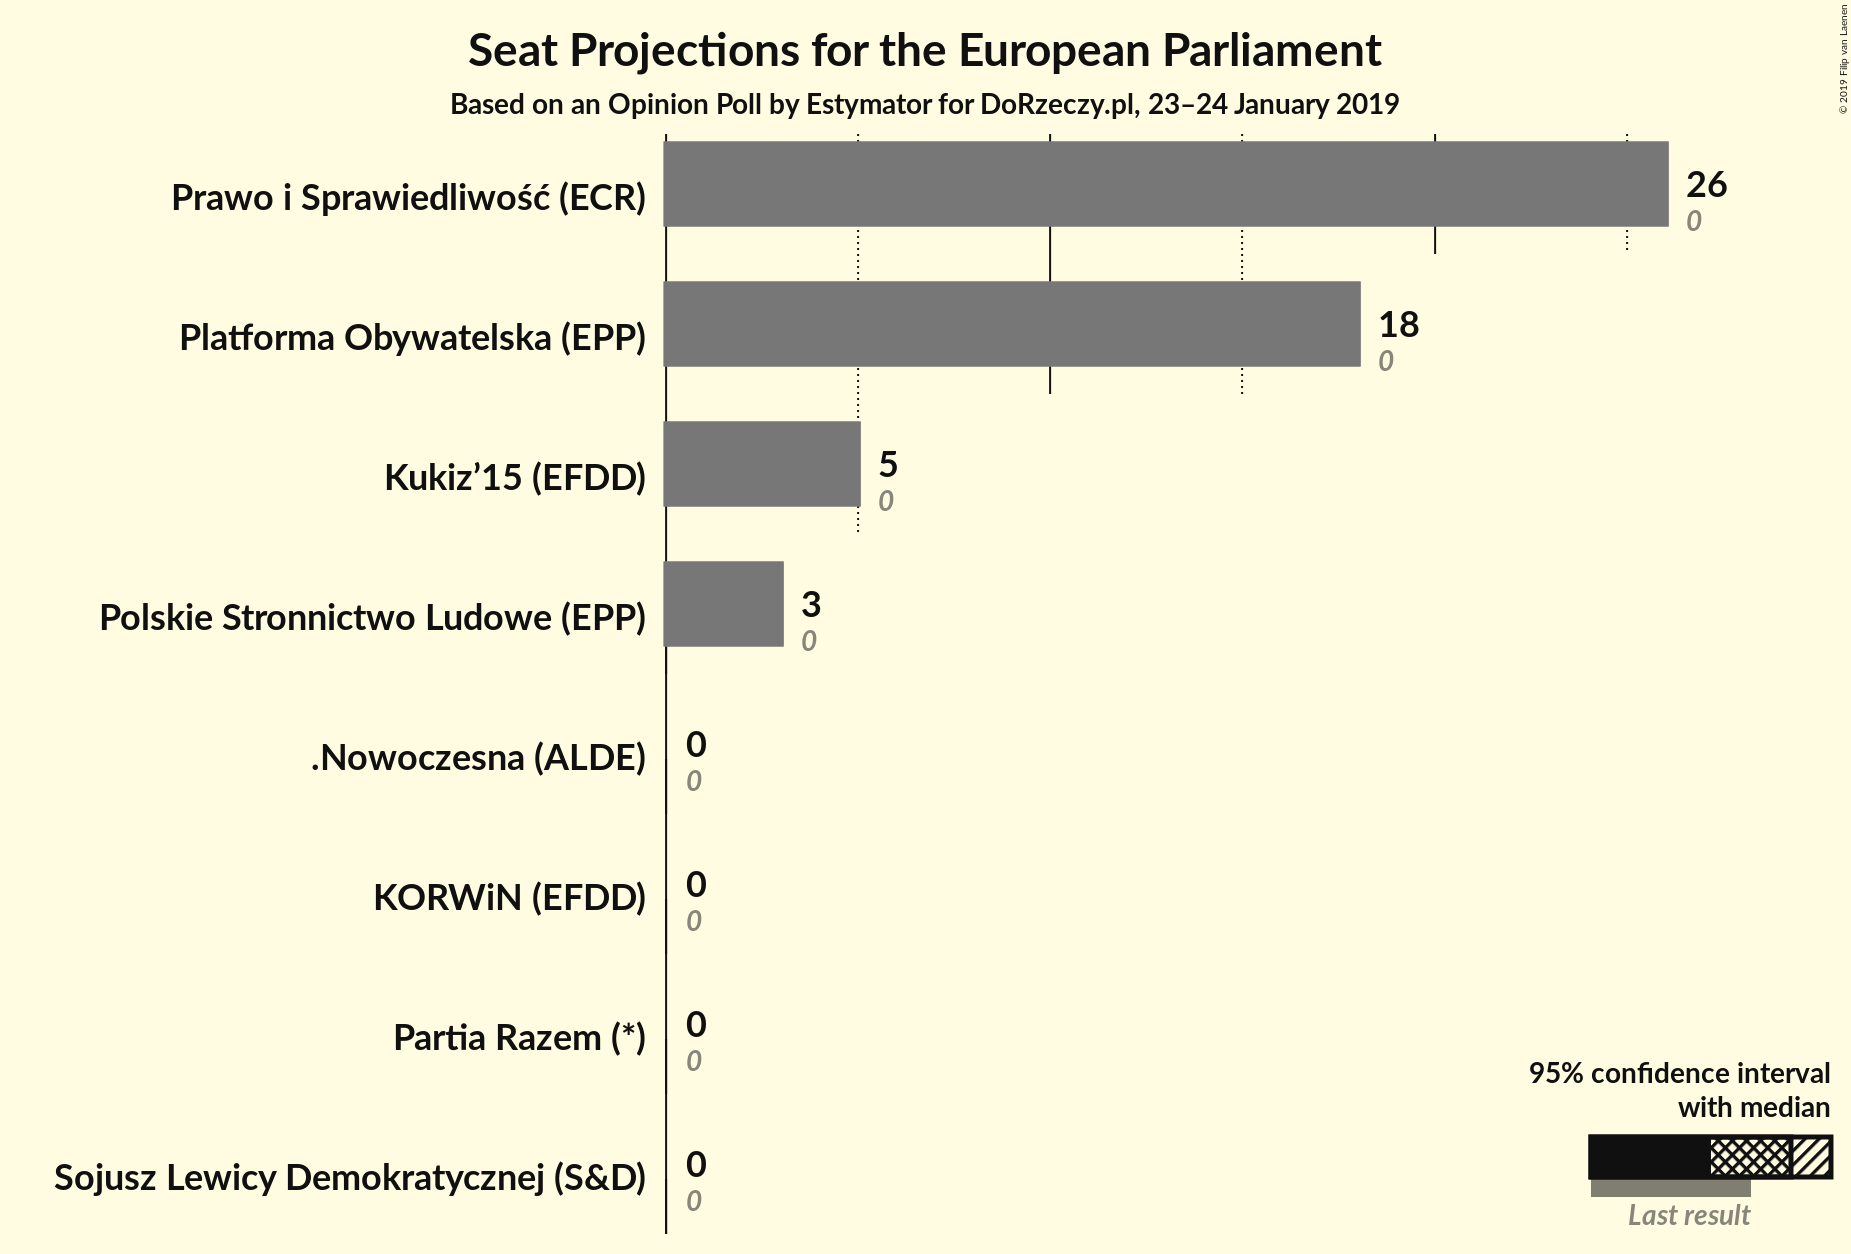 Seat Projections for the European Parliament
Based on an Opinion Poll by Estymator for DoRzeczy.pl, 23–24 January 2019
© 2019 Filip van Laenen
Prawo i Sprawiedliwość (ECR)
26
0
Platforma Obywatelska (EPP)
18
0
Kukiz’15 (EFDD)
5
0
Polskie Stronnictwo Ludowe (EPP)
3
0
.Nowoczesna (ALDE)
0
0
KORWiN (EFDD)
0
0
Partia Razem (*)
0
0
Sojusz Lewicy Demokratycznej (S&D)
0
0
95% confidence interval
with median
Last result